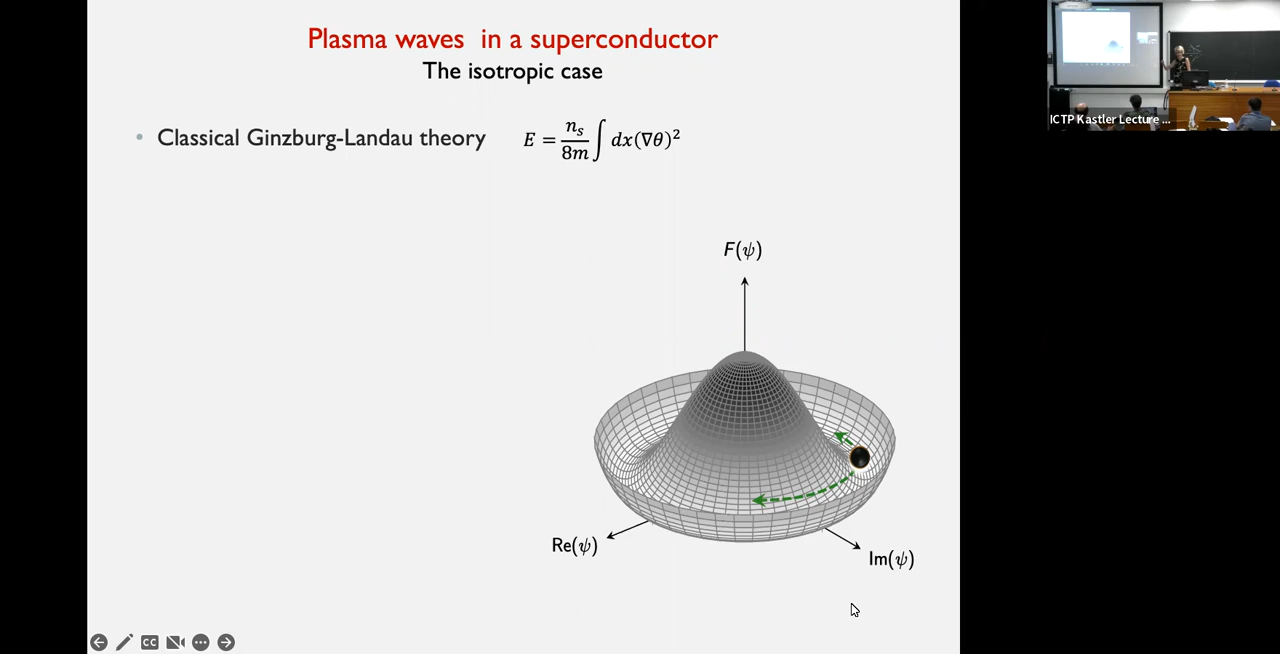 Plasma waves in a superconductor
The isotropic case
• Classical Ginzburg-Landau theory E = n_s/8m ∫ dx(∇θ)²
F(ψ)
Re(ψ)
Im(ψ)
CC
ICTP Kastler Lecture ...